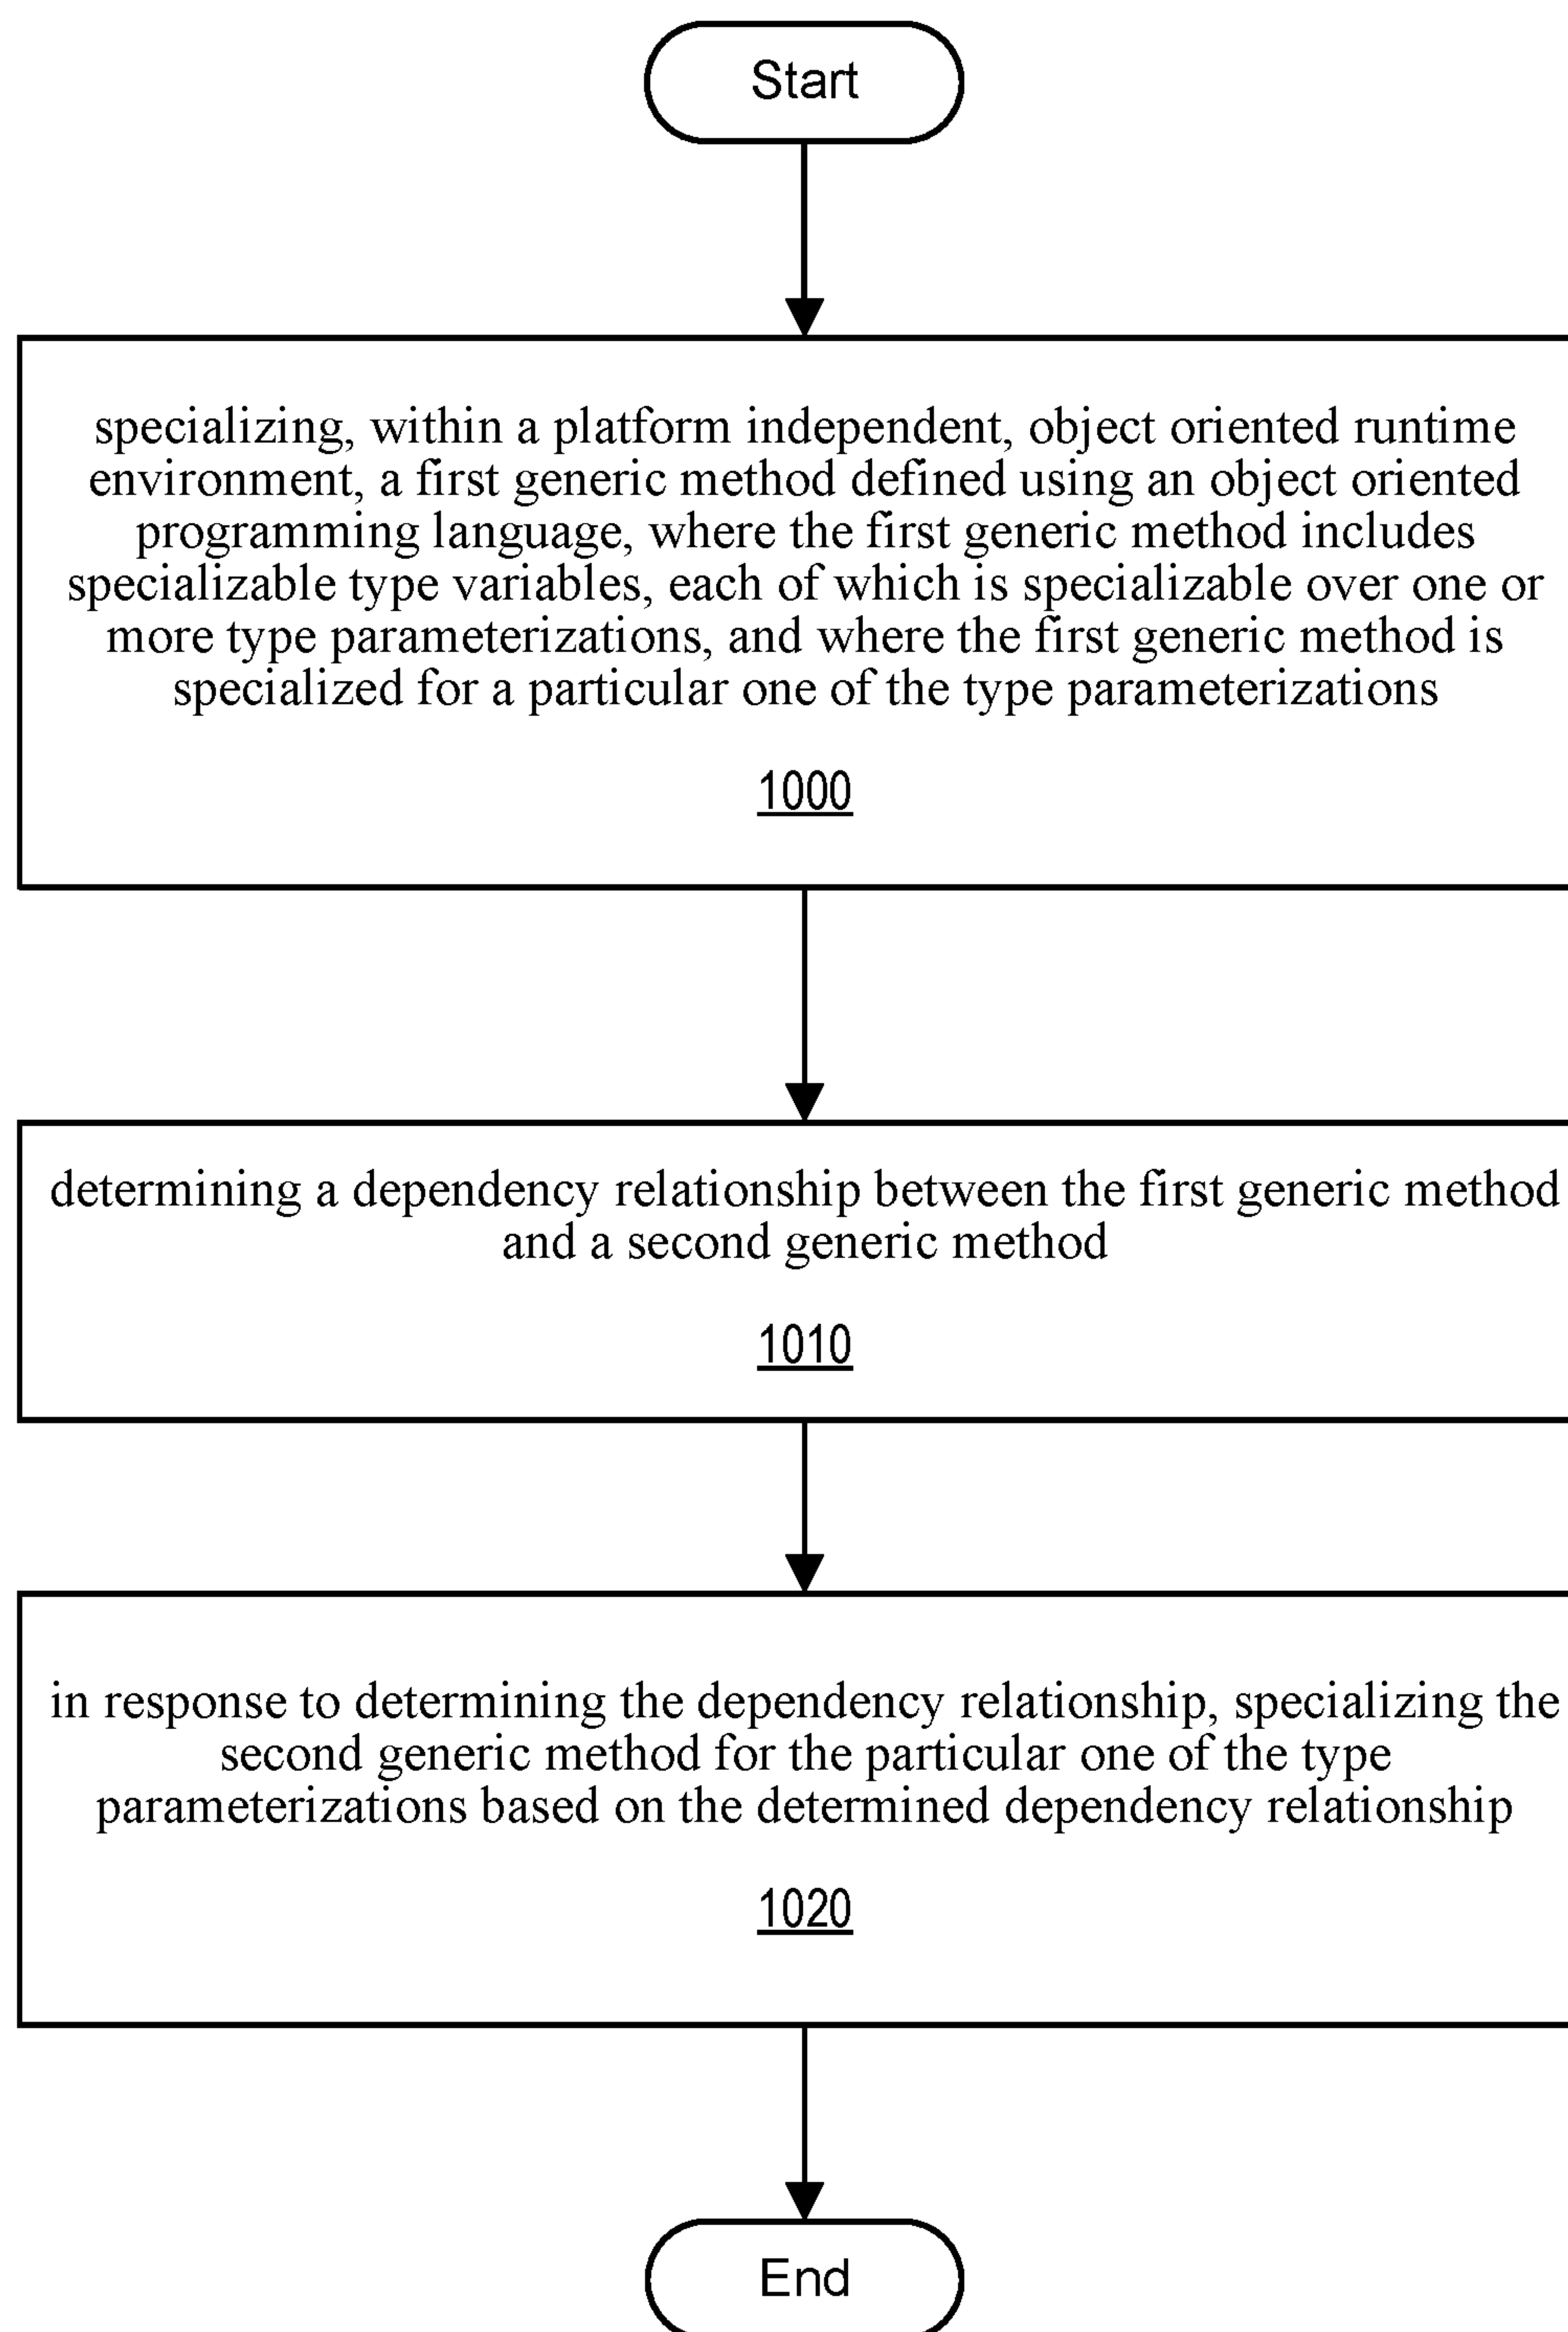 Start
specializing, within a platform independent, object oriented runtime
environment, a first generic method defined using an object oriented
programming language, where the first generic method includes
specializable type variables, each of which is specializable over one or
more type parameterizations, and where the first generic method is
specialized for a particular one of the type parameterizations
1000
determining a dependency relationship between the first generic method
and a second generic method
1010
in response to determining the dependency relationship, specializing the
second generic method for the particular one of the type
parameterizations based on the determined dependency relationship
1020
End